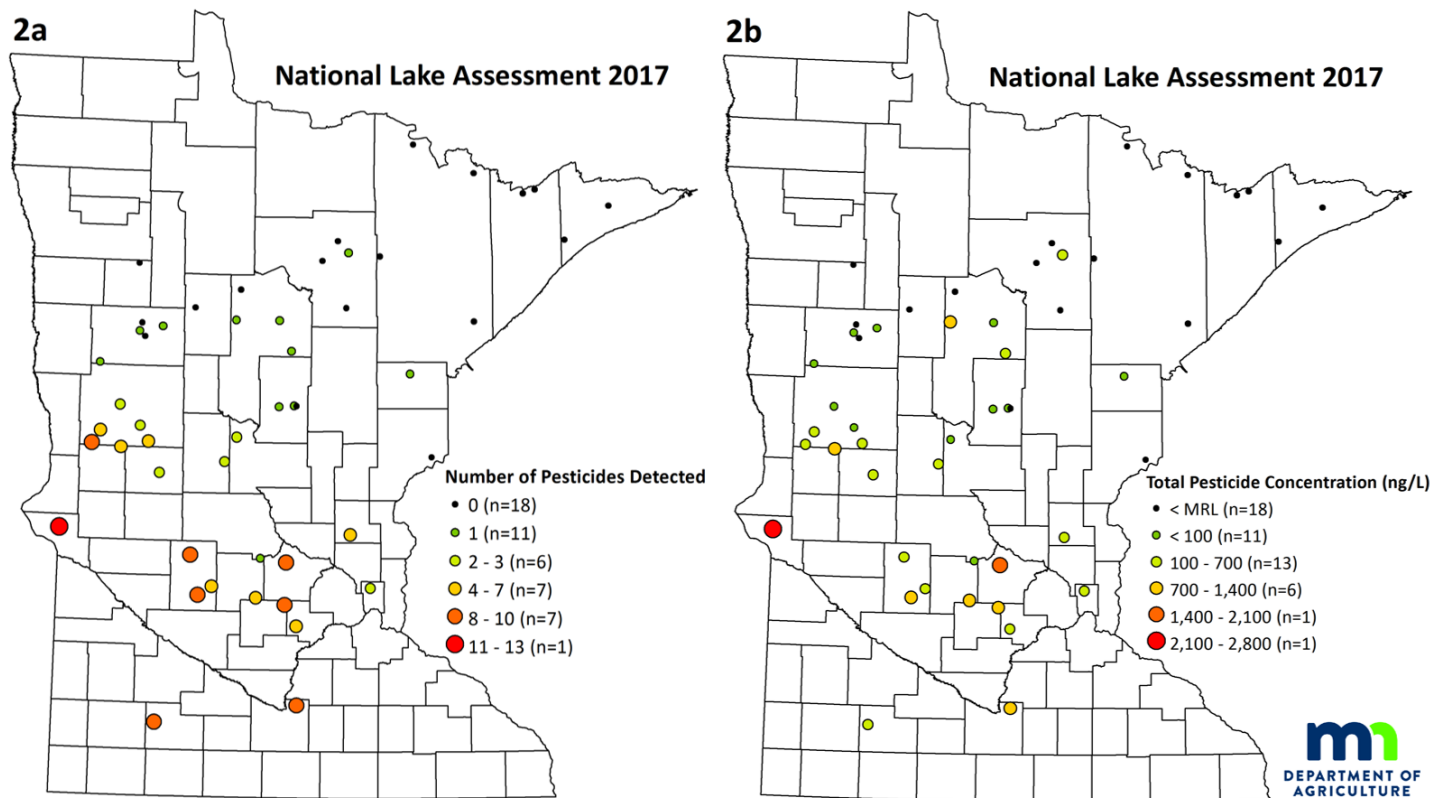 2a
National Lake Assessment 2017
Number of Pesticides Detected
0 (n=18)
1 (n=11)
2 - 3 (n=6)
4 - 7 (n=7)
8 - 10 (n=7)
11 - 13 (n=1)
2b
National Lake Assessment 2017
Total Pesticide Concentration (ng/L)
< MRL (n=18)
< 100 (n=11)
100 - 700 (n=13)
700 - 1,400 (n=6)
1,400 - 2,100 (n=1)
2,100 - 2,800 (n=1)
mn
DEPARTMENT OF
AGRICULTURE